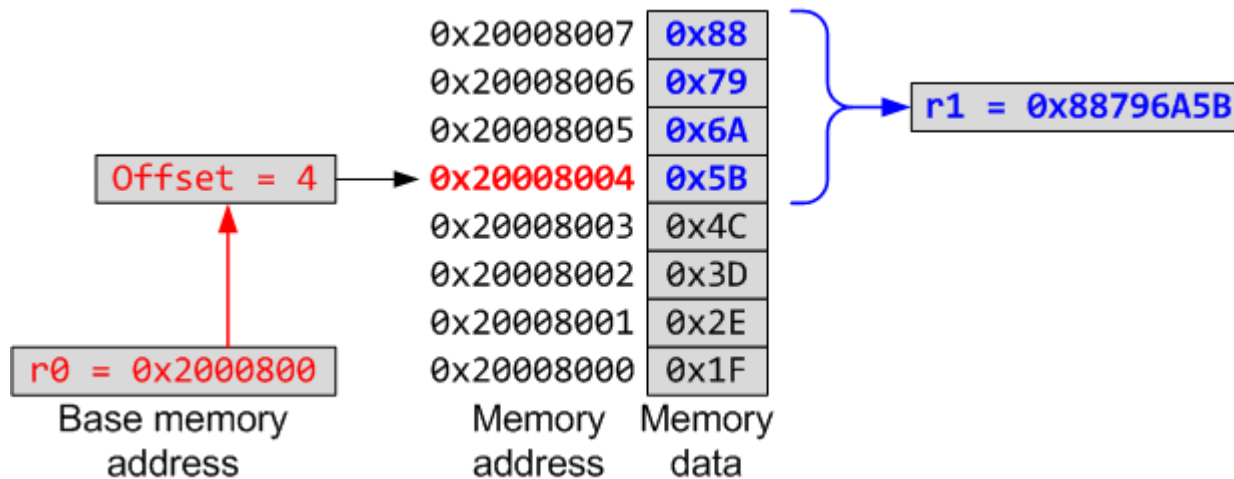 0x20008007 0x88
0x20008006 0x79
r1 = 0x88796A5B
0x20008005 0x6A
Offset = 4 0x20008004 0x5B
0x20008003 0x4C
0x20008002 0x3D
0x20008001 0x2E
r0 = 0x2000800 0x20008000 0x1F
Base memory address
Memory address
Memory data